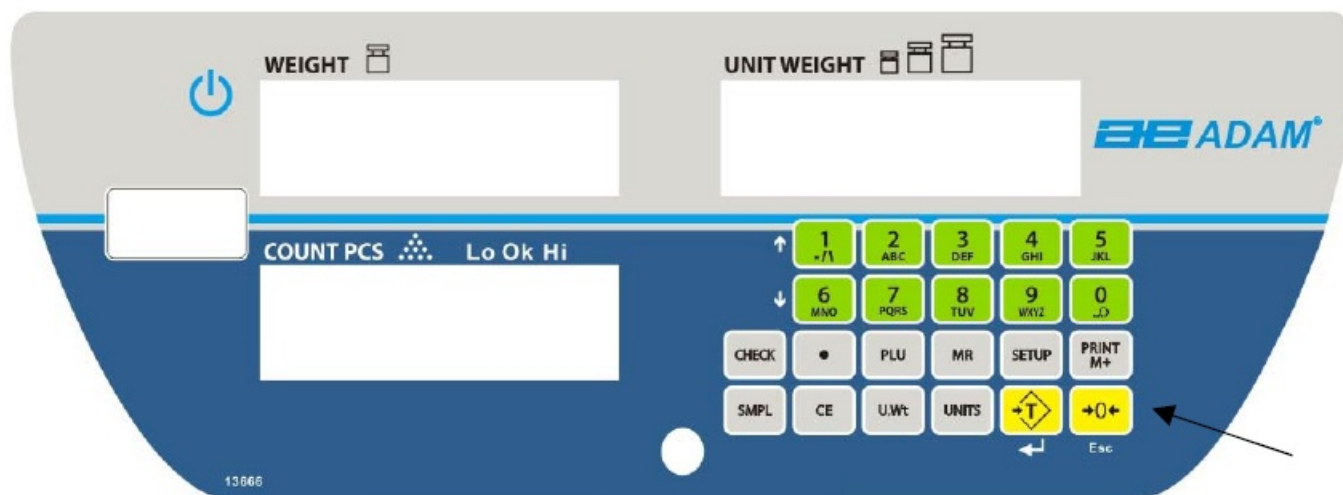 WEIGHT
UNIT WEIGHT
ae ADAM®
COUNT PCS Lo Ok Hi
1 2 3 4 5
-/\ ABC DEF GHI JKL
6 7 8 9 0
MNO PQRS TUV WXYZ
CHECK • PLU MR SETUP PRINT M+
SMPL CE U.Wt UNITS →T →0←
Esc
13666